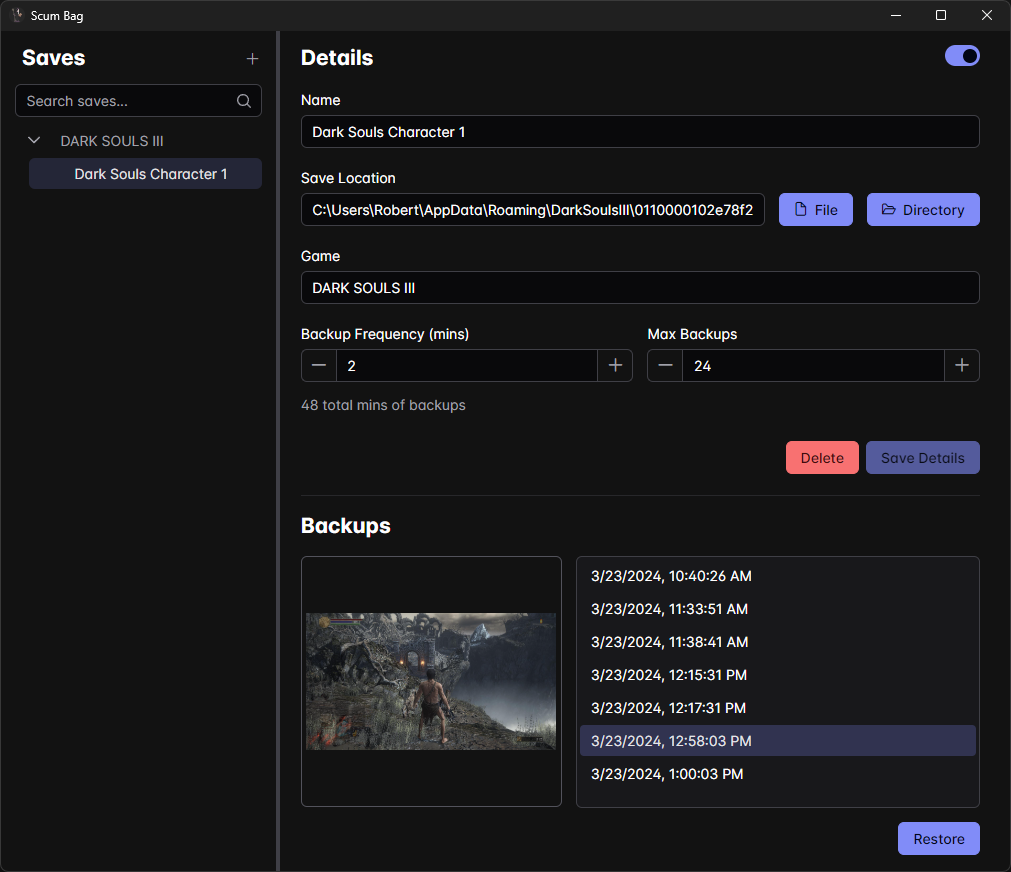 Scum Bag
Saves
Search saves...
DARK SOULS III
Dark Souls Character 1
Details
Name
Dark Souls Character 1
Save Location
C:\Users\Robert\AppData\Roaming\DarkSoulsIII\0110000102e78f2
File
Directory
Game
DARK SOULS III
Backup Frequency (mins)
Max Backups
2
24
48 total mins of backups
Delete
Save Details
Backups
3/23/2024, 10:40:26 AM
3/23/2024, 11:33:51 AM
3/23/2024, 11:38:41 AM
3/23/2024, 12:15:31 PM
3/23/2024, 12:17:31 PM
3/23/2024, 12:58:03 PM
3/23/2024, 1:00:03 PM
Restore